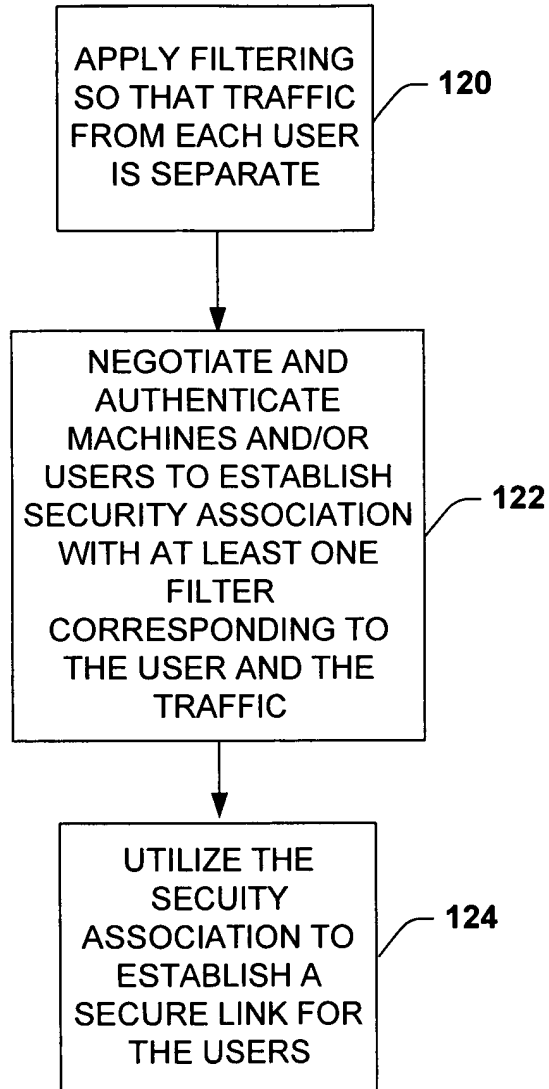 APPLY FILTERING
SO THAT TRAFFIC
FROM EACH USER
IS SEPARATE
120
NEGOTIATE AND
AUTHENTICATE
MACHINES AND/OR
USERS TO ESTABLISH
SECURITY ASSOCIATION
WITH AT LEAST ONE
FILTER
CORRESPONDING TO
THE USER AND THE
TRAFFIC
122
UTILIZE THE
SECUITY
ASSOCIATION TO
ESTABLISH A
SECURE LINK FOR
THE USERS
124